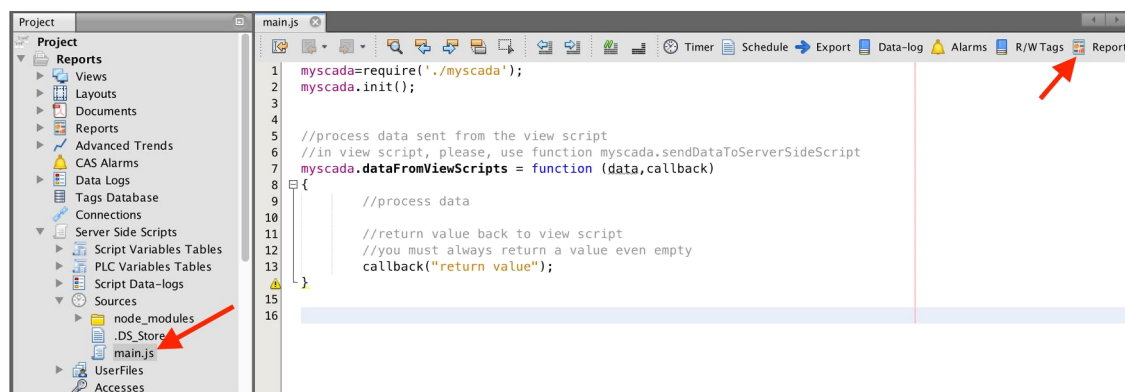 Project
main.js
Project
Reports
Views
Layouts
Documents
Reports
Advanced Trends
CAS Alarms
Data Logs
Tags Database
Connections
Server Side Scripts
Script Variables Tables
PLC Variables Tables
Script Data-logs
Sources
node_modules
.DS_Store
main.js
UserFiles
Accesses
Timer Schedule Export Data-log Alarms R/W Tags Report
1 myscada=require('./myscada');
2 myscada.init();
3
4
5 //process data sent from the view script
6 //in view script, please, use function myscada.sendDataToServerSideScript
7 myscada.dataFromViewScripts = function (data,callback)
8 {
9 //process data
10
11 //return value back to view script
12 //you must always return a value even empty
13 callback("return value");
}
15
16